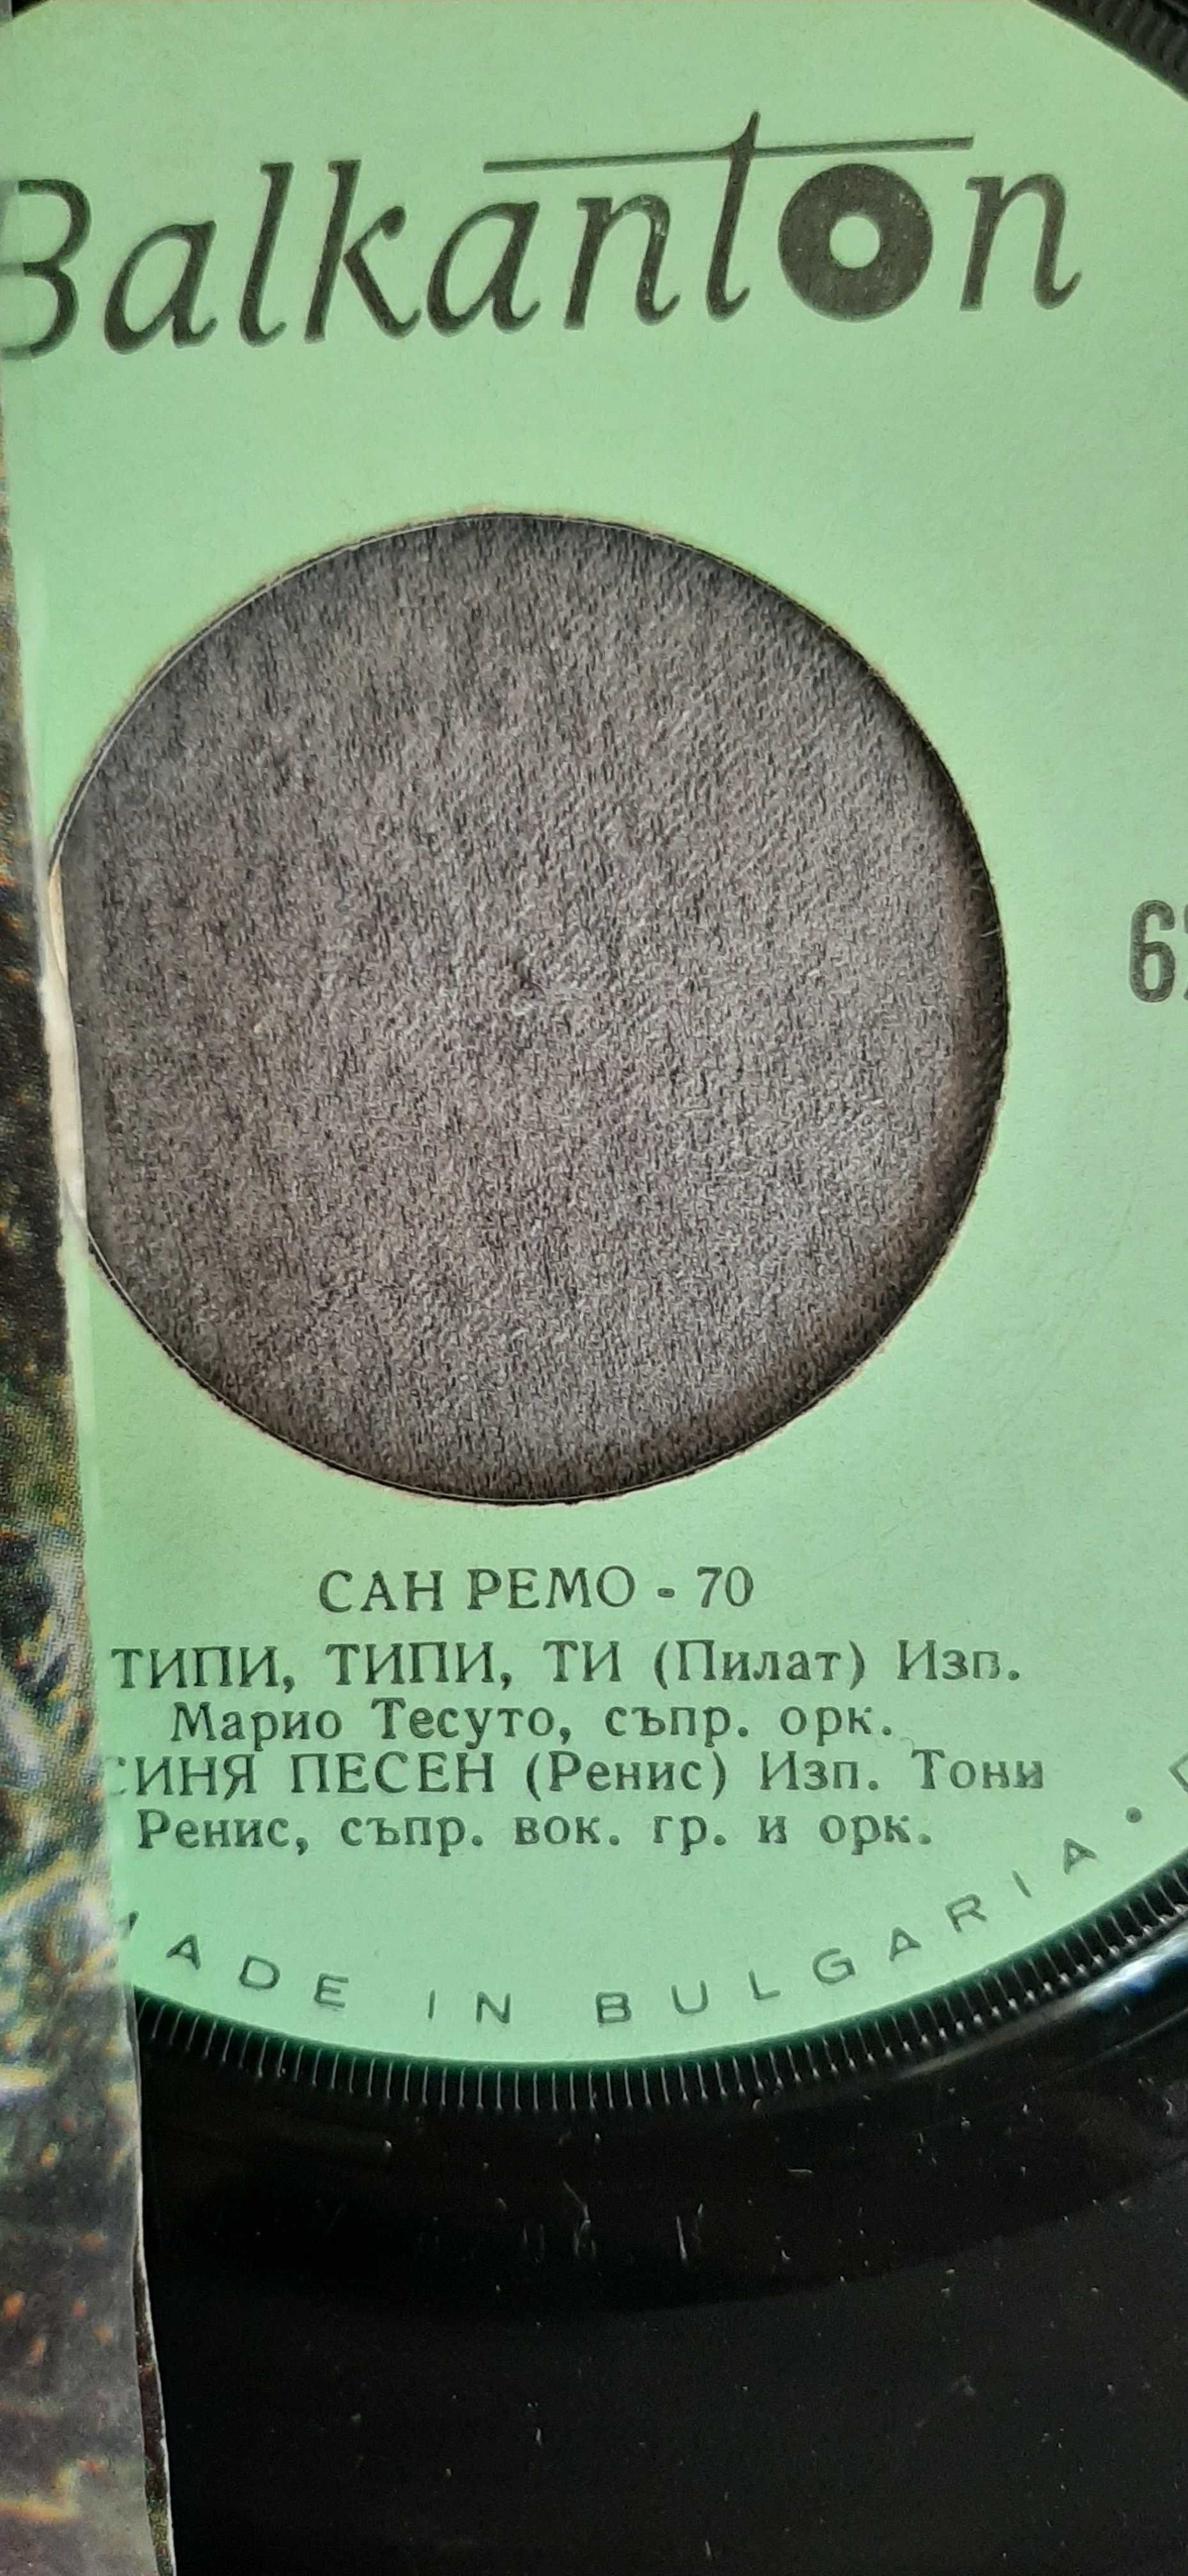 Balkanton
САН РЕМО - 70
ТИПИ, ТИПИ, ТИ (Пилат) Изп.
Марио Тесуто, съпр. орк.
СИНЯ ПЕСЕН (Ренис) Изп. Тони
Ренис, съпр. вок. гр. и орк.
MADE IN BULGARIA •